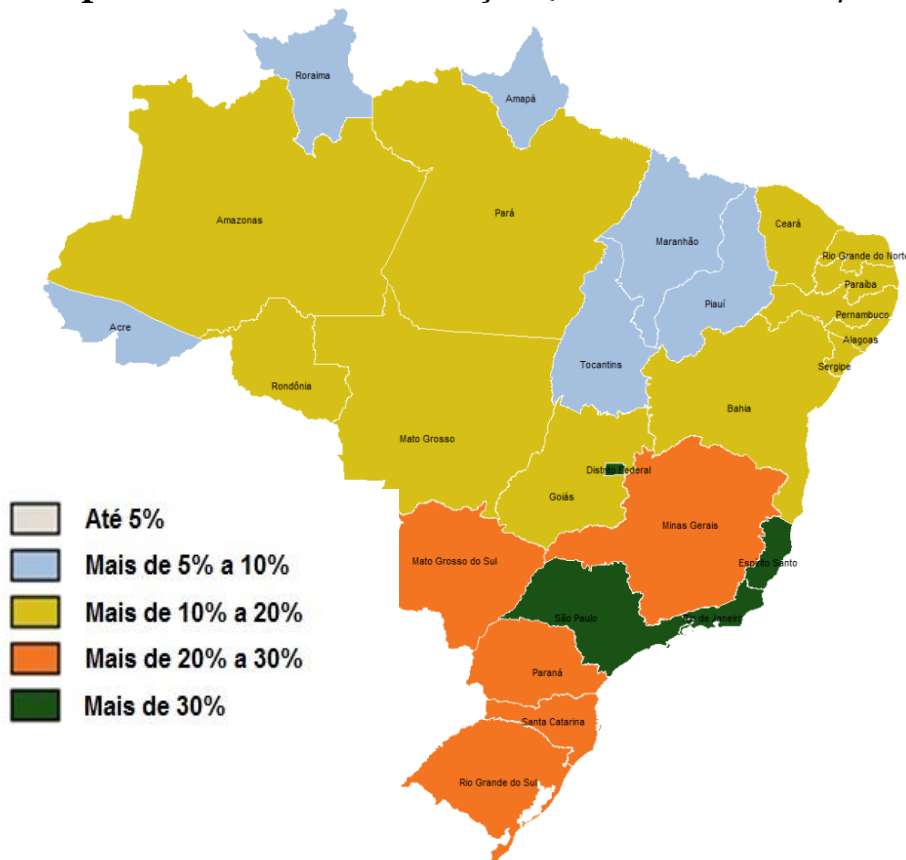 Roraima
Amapá
Amazonas
Pará
Maranhão
Ceará
Rio Grande do Norte
Paraíba
Piauí
Pernambuco
Acre
Alagoas
Tocantins
Sergipe
Rondônia
Bahia
Mato Grosso
Distrito Federal
Goiás
Minas Gerais
Mato Grosso do Sul
Espírito Santo
São Paulo
de Janeiro
Paraná
Santa Catarina
Rio Grande do Sul
Até 5%
Mais de 5% a 10%
Mais de 10% a 20%
Mais de 20% a 30%
Mais de 30%